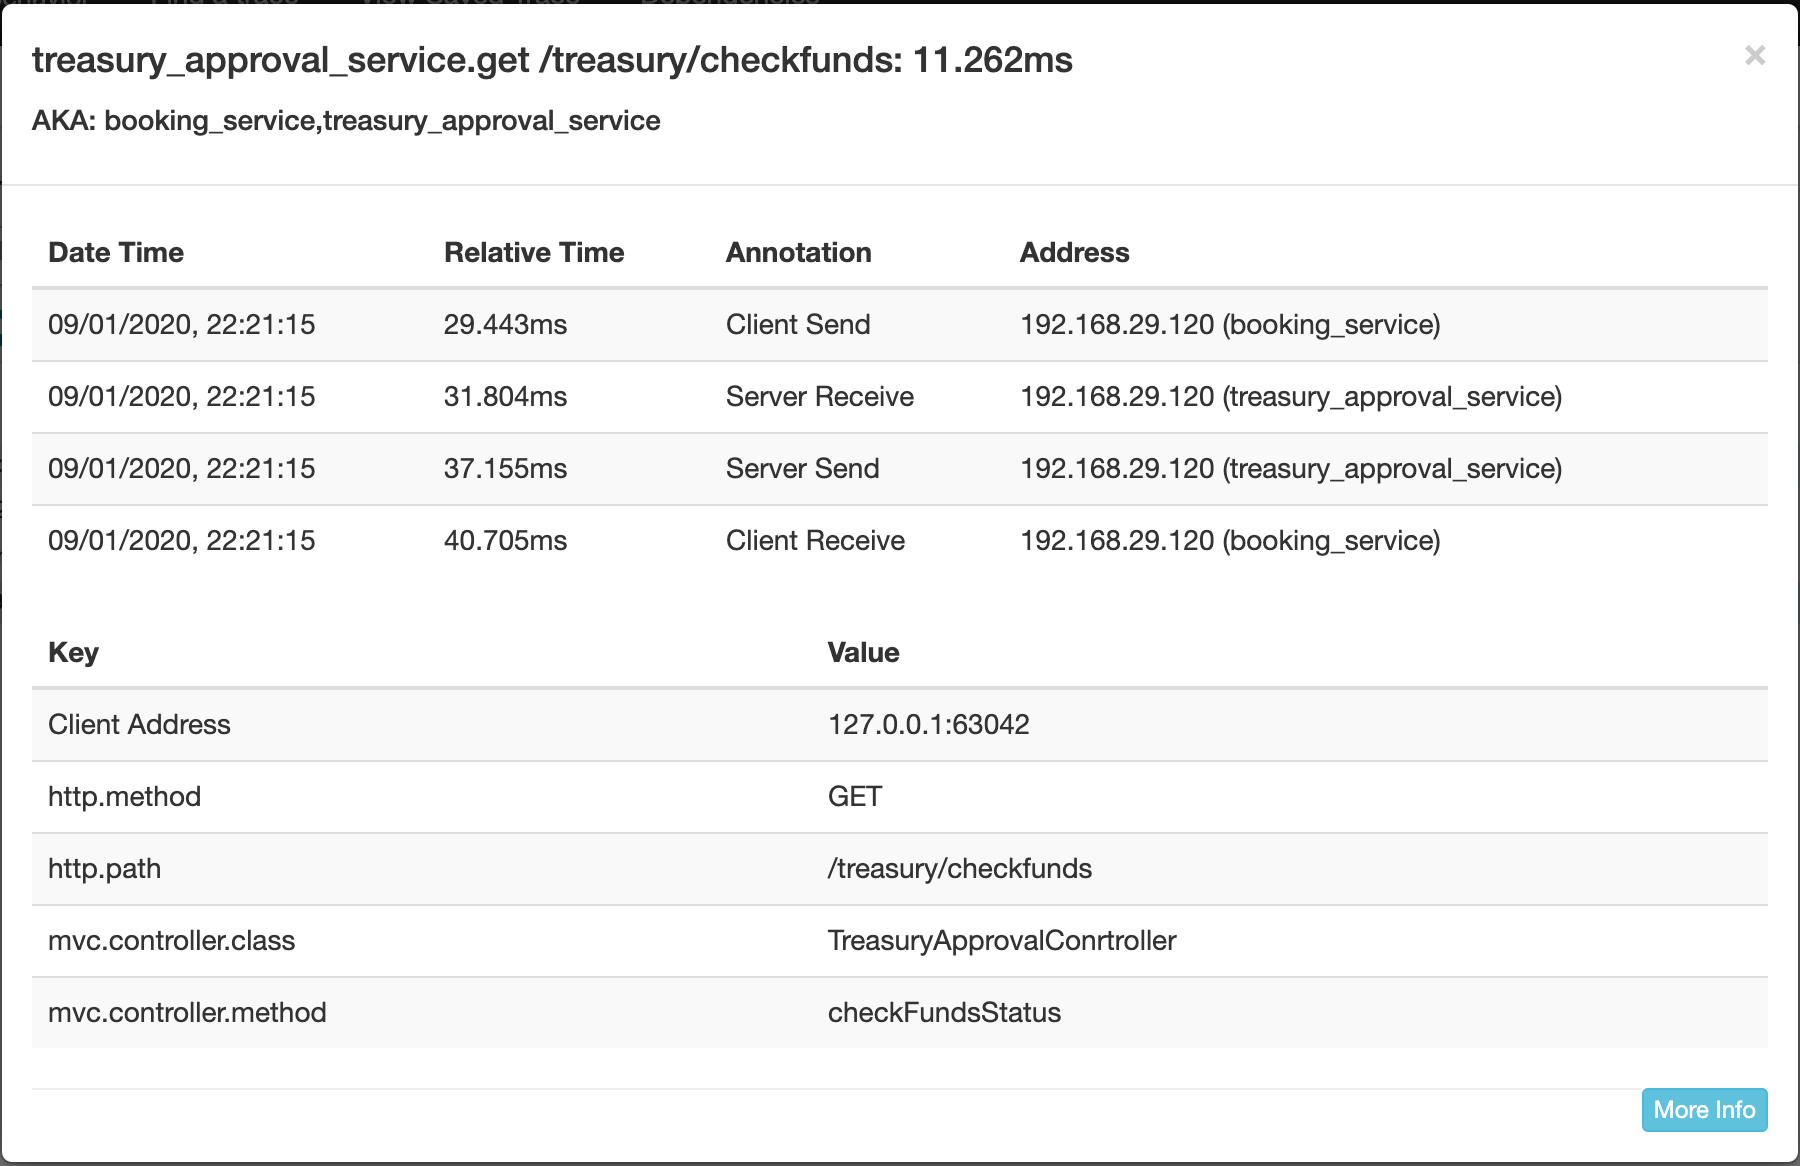 treasury_approval_service.get /treasury/checkfunds: 11.262ms
×
AKA: booking_service,treasury_approval_service
Date Time Relative Time Annotation Address
09/01/2020, 22:21:15 29.443ms Client Send 192.168.29.120 (booking_service)
09/01/2020, 22:21:15 31.804ms Server Receive 192.168.29.120 (treasury_approval_service)
09/01/2020, 22:21:15 37.155ms Server Send 192.168.29.120 (treasury_approval_service)
09/01/2020, 22:21:15 40.705ms Client Receive 192.168.29.120 (booking_service)
Key Value
Client Address 127.0.0.1:63042
http.method GET
http.path /treasury/checkfunds
mvc.controller.class TreasuryApprovalConrtroller
mvc.controller.method checkFundsStatus
More Info